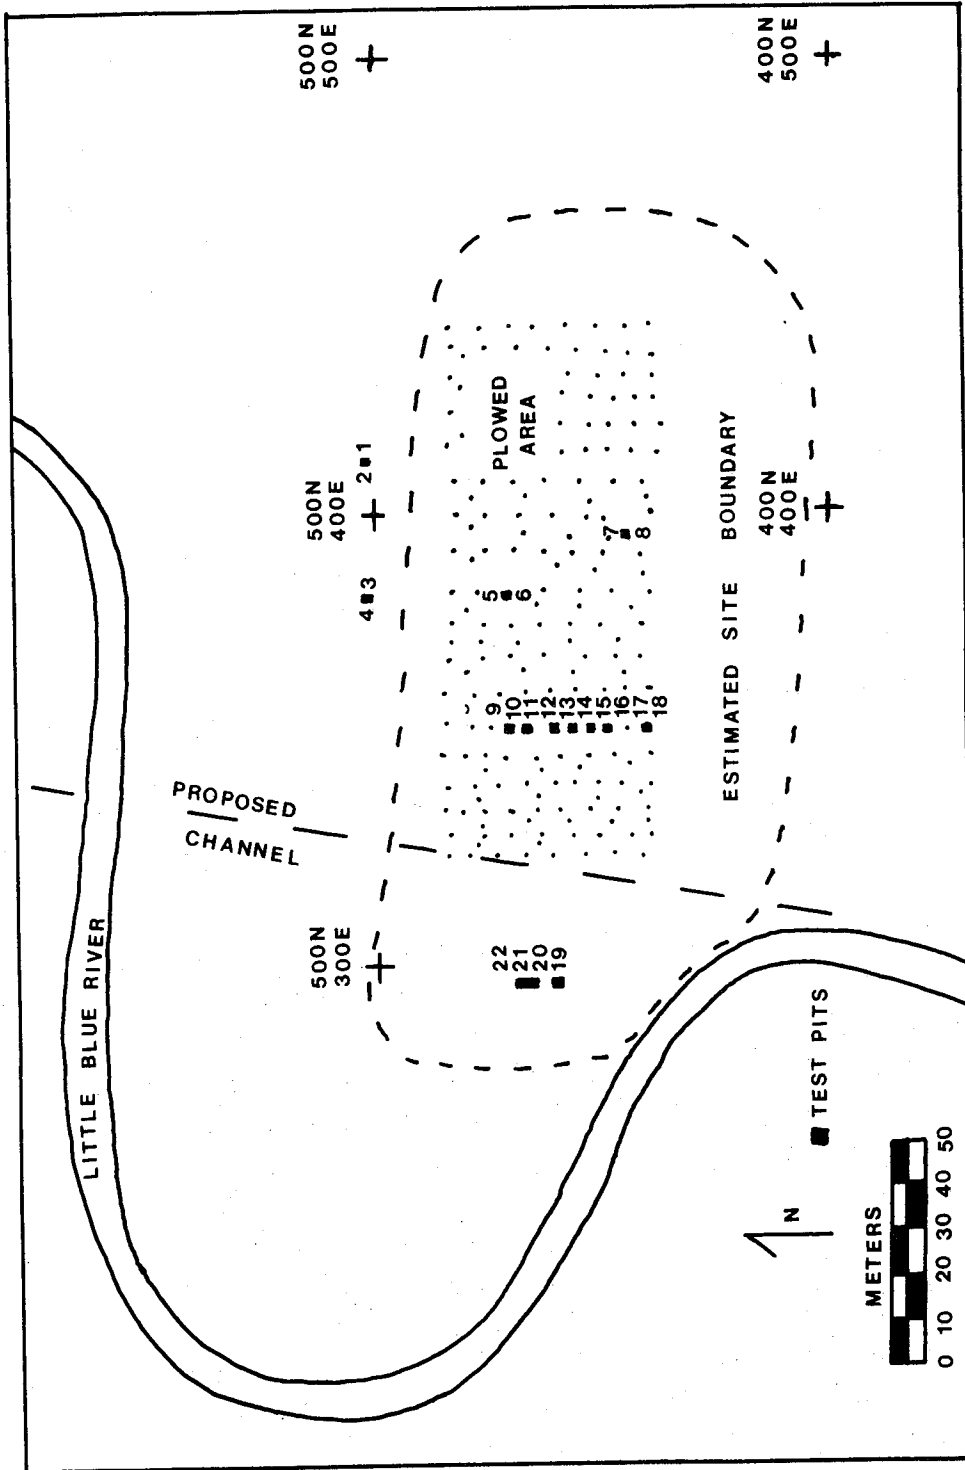 500N
500E
400N
500E
500N
400E
2 1
4 3
PLOWED
AREA
5
6
7
8
400N
400E
ESTIMATED SITE BOUNDARY
9
10
11
12
13
14
15
16
17
18
PROPOSED
CHANNEL
LITTLE BLUE RIVER
500N
300E
22
21
20
19
TEST PITS
N
METERS
0 10 20 30 40 50